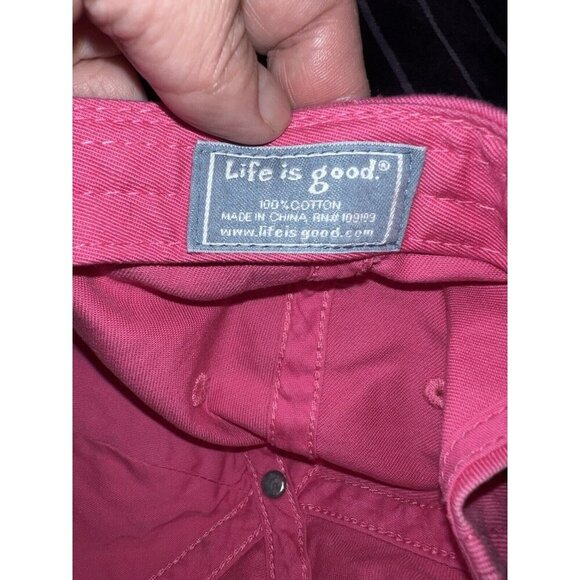 Life is good.®
100% COTTON
MADE IN CHINA, RN# 109193
www.lifeisgood.com